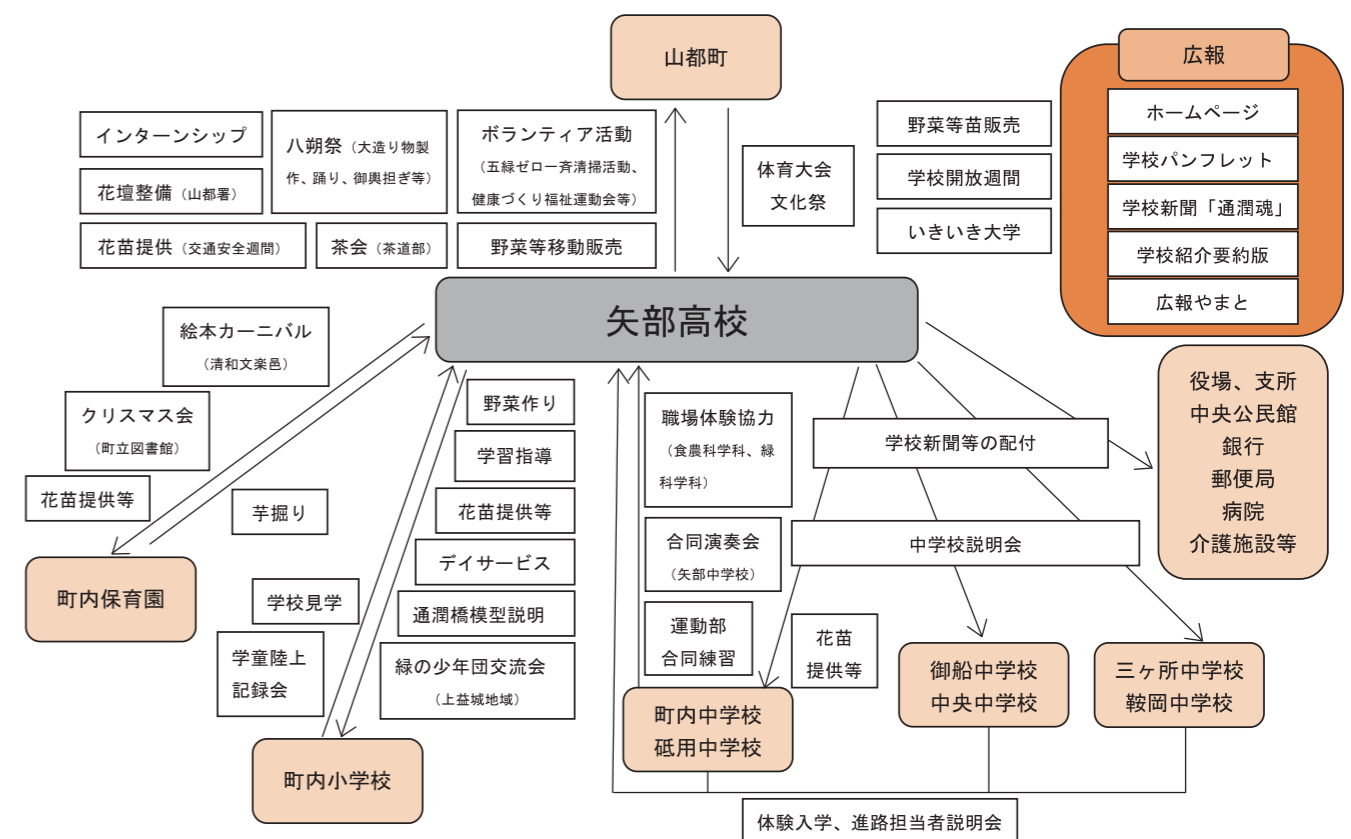 山都町
広報
ホームページ
学校パンフレット
学校新聞「通潤魂」
学校紹介要約版
広報やまと
インターンシップ
花壇整備（山都署）
花苗提供（交通安全週間）
八朔祭（大造り物製
作、踊り、御輿担ぎ等）
茶会（茶道部）
ボランティア活動
（五緑ゼロ一斉清掃活動、
健康づくり福祉運動会等）
野菜等移動販売
体育大会
文化祭
野菜等苗販売
学校開放週間
いきいき大学
矢部高校
絵本カーニバル
（清和文楽邑）
クリスマス会
（町立図書館）
花苗提供等
芋掘り
町内保育園
学校見学
学童陸上
記録会
野菜作り
学習指導
花苗提供等
デイサービス
通潤橋模型説明
緑の少年団交流会
（上益城地域）
町内小学校
職場体験協力
（食農科学科、緑
科学科）
合同演奏会
（矢部中学校）
運動部
合同練習
花苗
提供等
町内中学校
砥用中学校
学校新聞等の配付
中学校説明会
御船中学校
中央中学校
三ヶ所中学校
鞍岡中学校
役場、支所
中央公民館
銀行
郵便局
病院
介護施設等
体験入学、進路担当者説明会